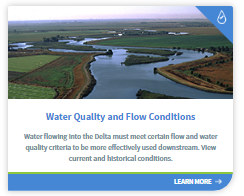 Water Quality and Flow Conditions
Water flowing into the Delta must meet certain flow and water
quality criteria to be more effectively used downstream. View
current and historical conditions.
LEARN MORE →